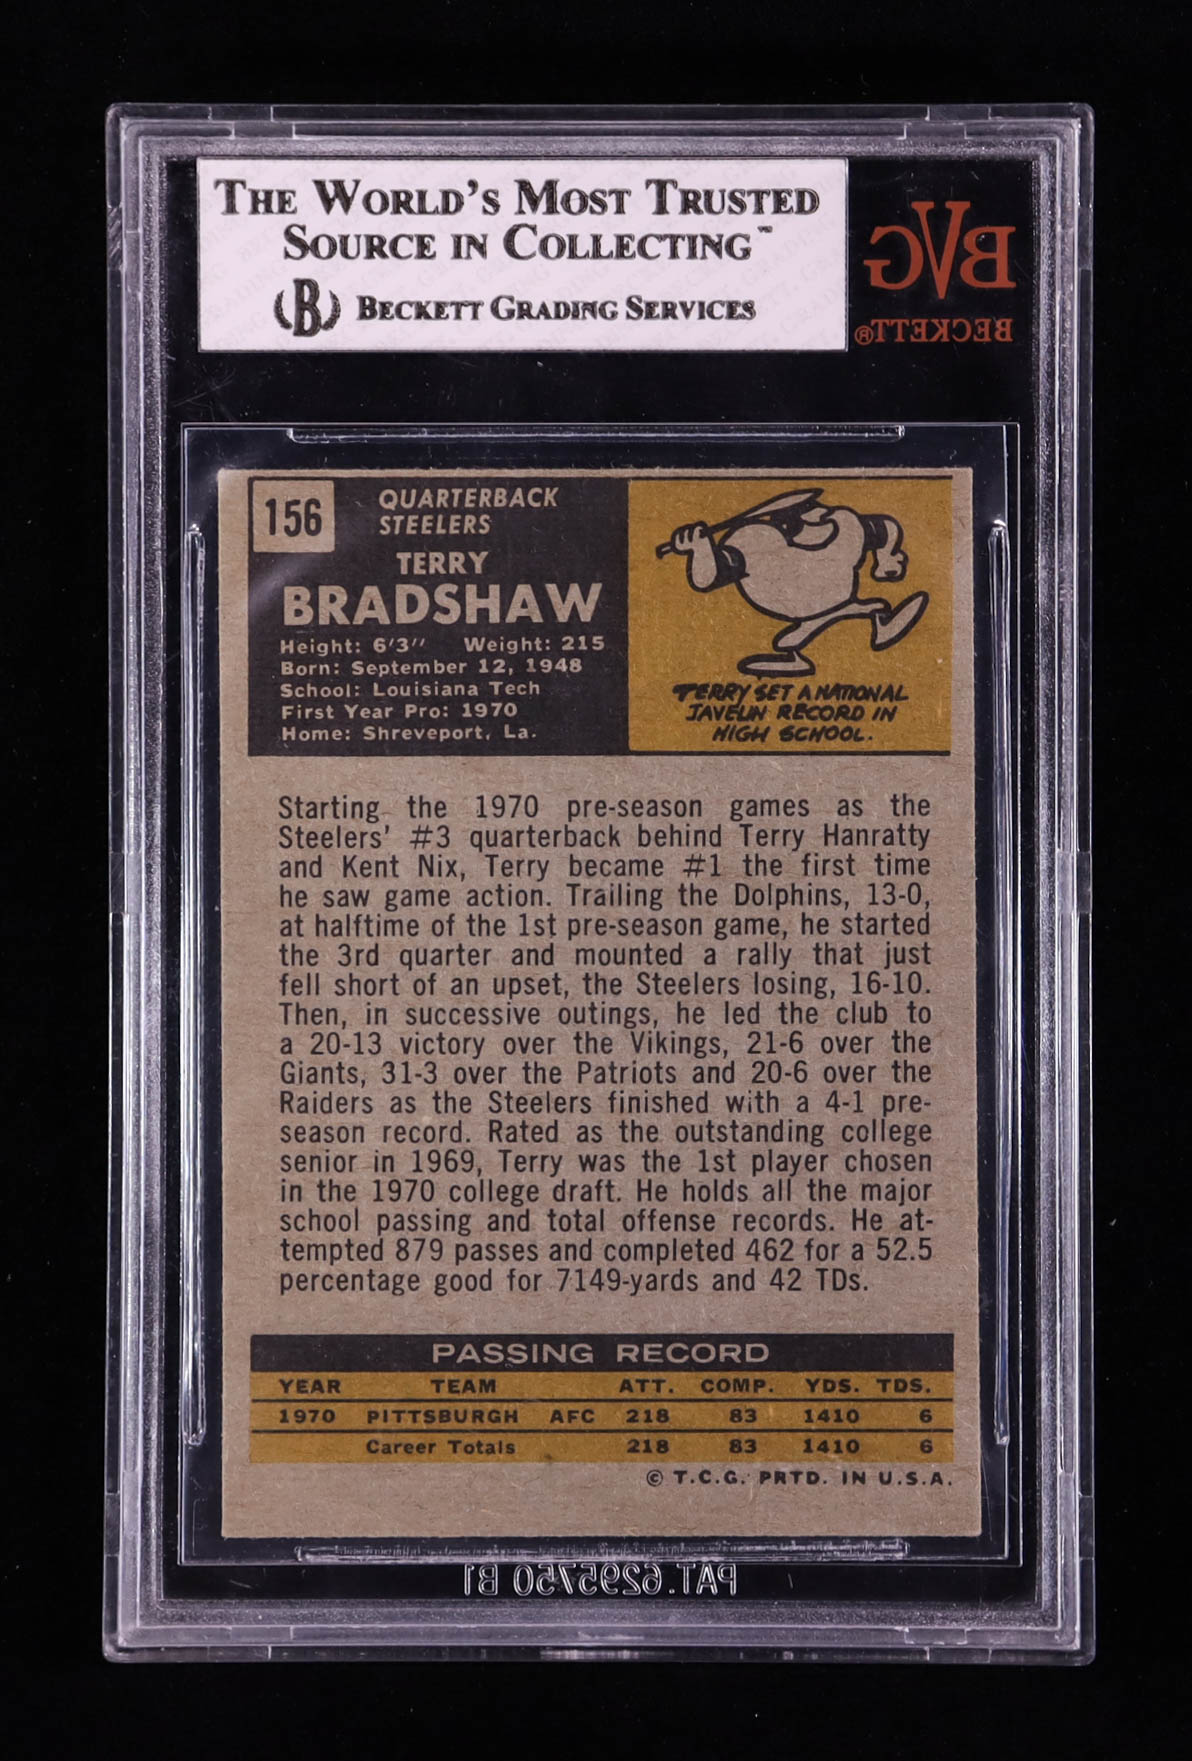 THE WORLD'S MOST TRUSTED
SOURCE IN COLLECTING™
B BECKETT GRADING SERVICES
BVG
BECKETT®
156
QUARTERBACK
STEELERS
TERRY
BRADSHAW
Height: 6'3" Weight: 215
Born: September 12, 1948
School: Louisiana Tech
First Year Pro: 1970
Home: Shreveport, La.
TERRY SET A NATIONAL
JAVELIN RECORD IN
HIGH SCHOOL.
Starting the 1970 pre-season games as the
Steelers' #3 quarterback behind Terry Hanratty
and Kent Nix, Terry became #1 the first time
he saw game action. Trailing the Dolphins, 13-0,
at halftime of the 1st pre-season game, he started
the 3rd quarter and mounted a rally that just
fell short of an upset, the Steelers losing, 16-10.
Then, in successive outings, he led the club to
a 20-13 victory over the Vikings, 21-6 over the
Giants, 31-3 over the Patriots and 20-6 over the
Raiders as the Steelers finished with a 4-1 pre-
season record. Rated as the outstanding college
senior in 1969, Terry was the 1st player chosen
in the 1970 college draft. He holds all the major
school passing and total offense records. He at-
tempted 879 passes and completed 462 for a 52.5
percentage good for 7149-yards and 42 TDs.
PASSING RECORD
YEAR TEAM ATT. COMP. YDS. TDS.
1970 PITTSBURGH AFC 218 83 1410 6
Career Totals 218 83 1410 6
© T.C.G. PRTD. IN U.S.A.
PAT.6295750 B1